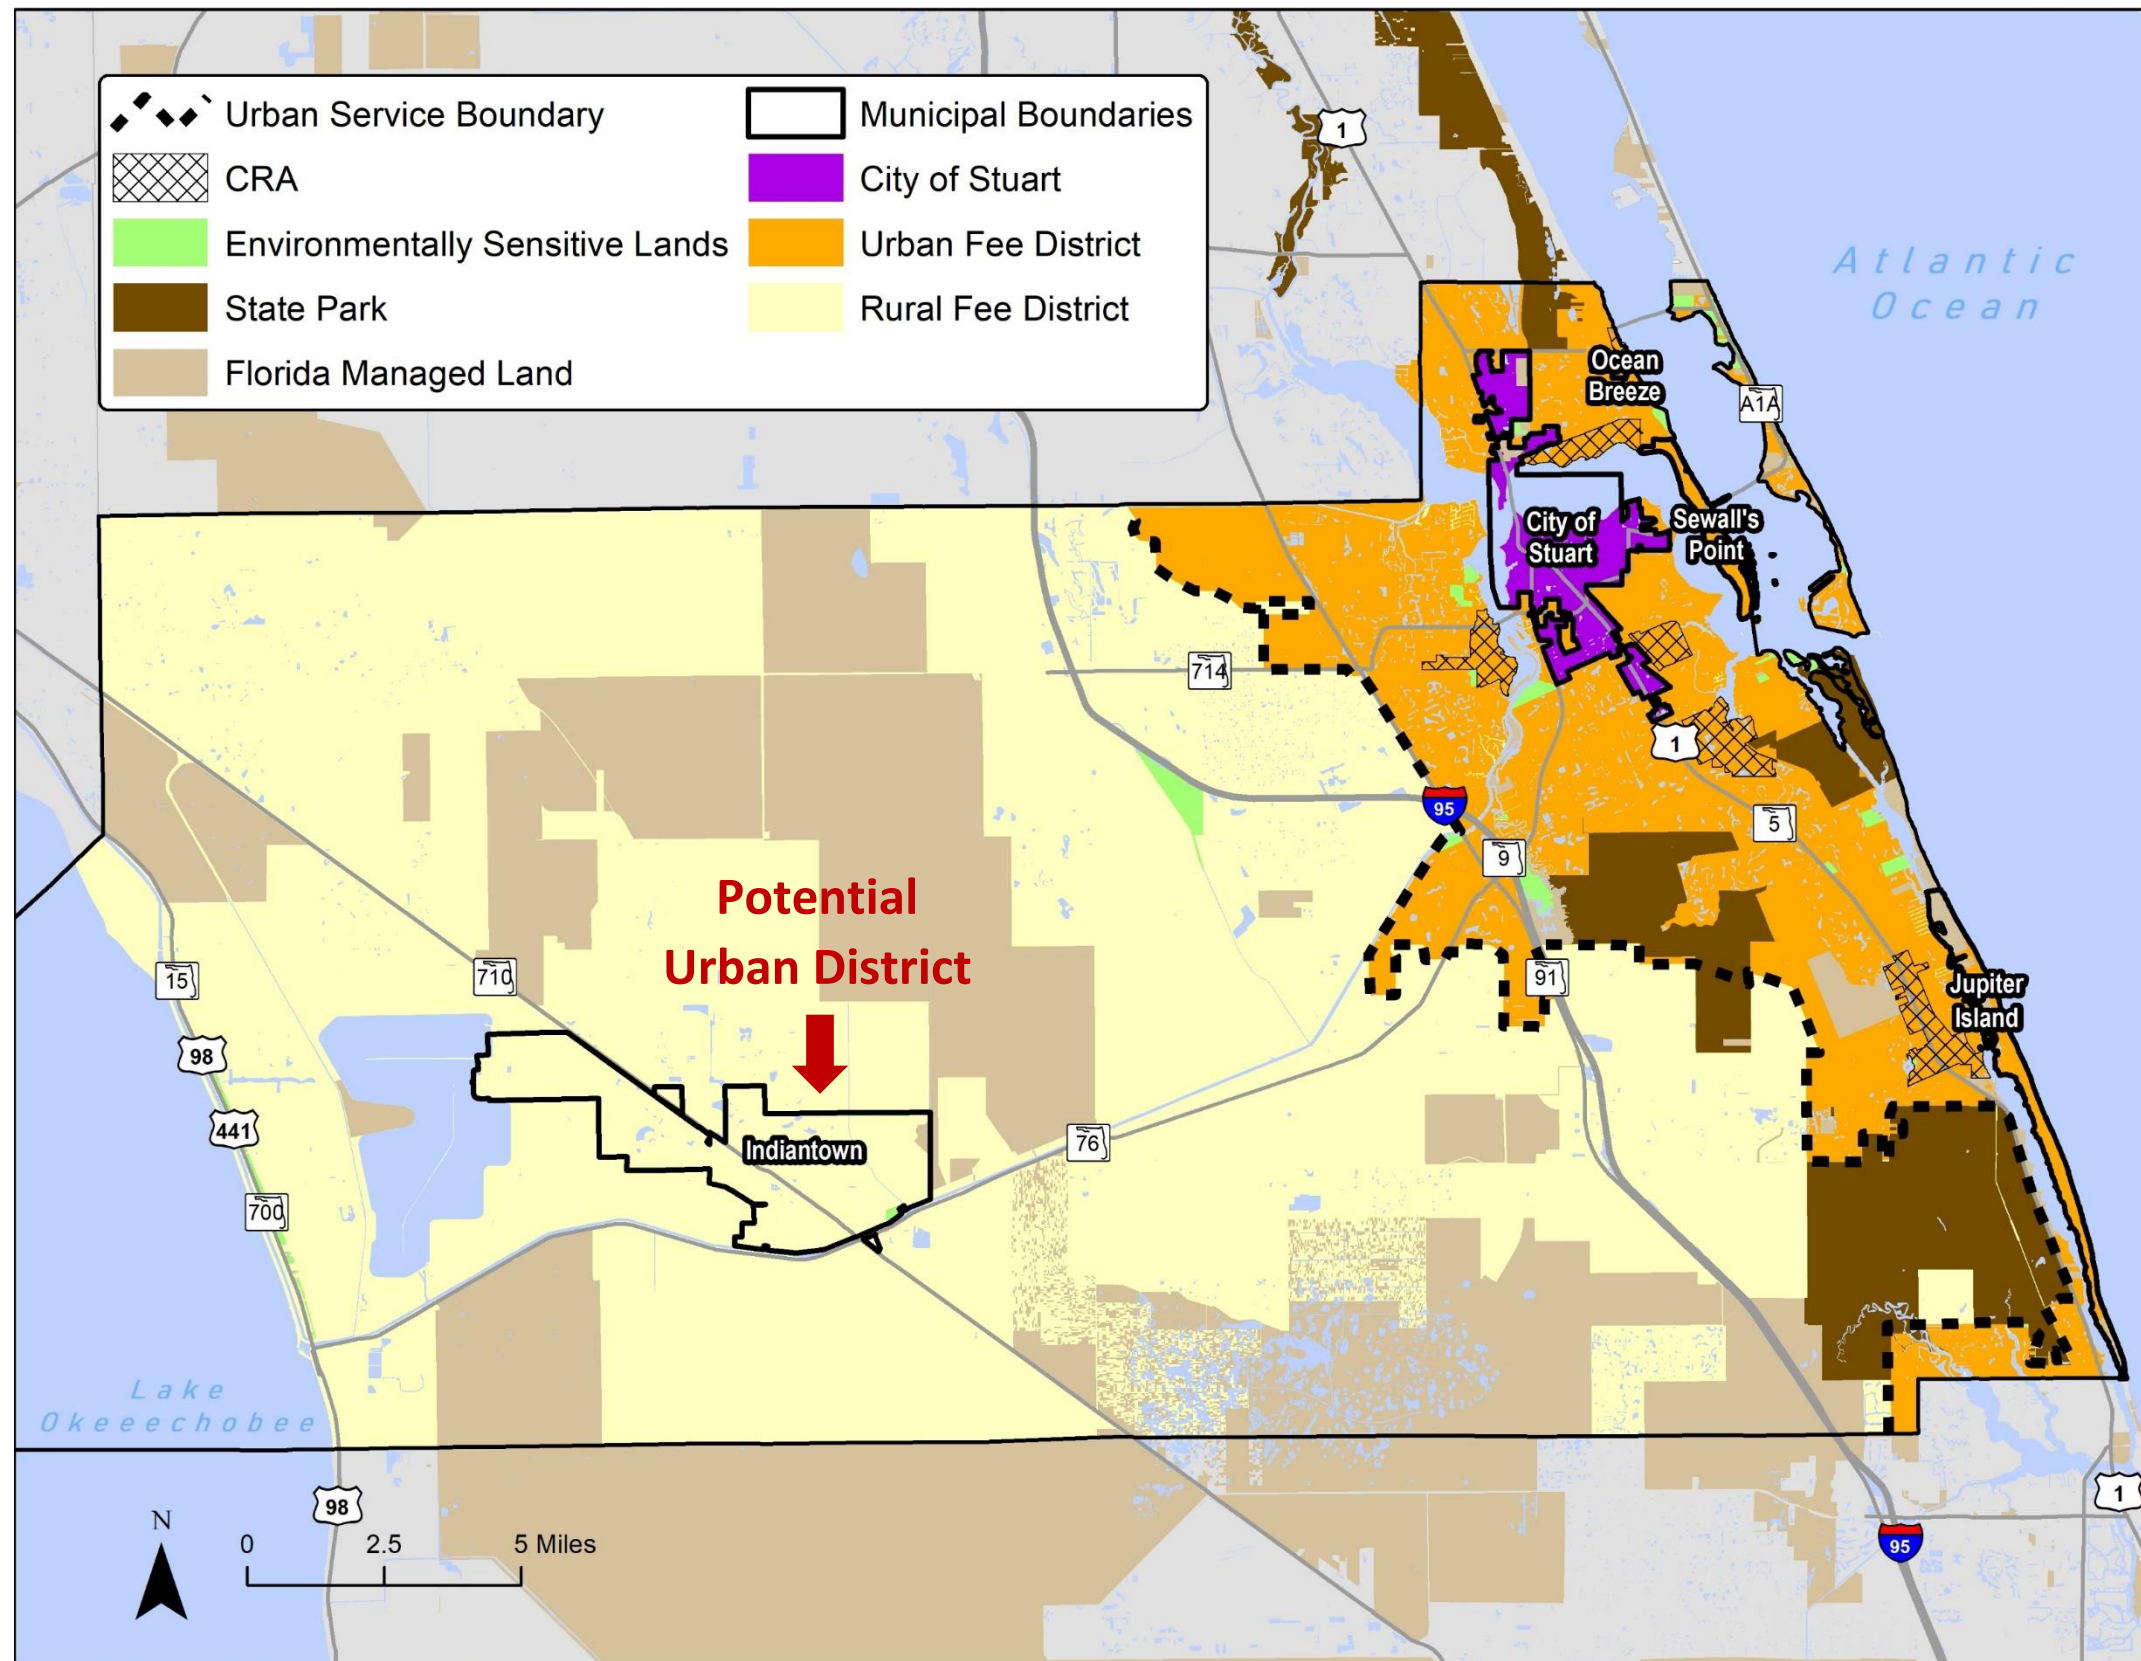 Urban Service Boundary
CRA
Environmentally Sensitive Lands
State Park
Florida Managed Land
Municipal Boundaries
City of Stuart
Urban Fee District
Rural Fee District
1
Atlantic
Ocean
Ocean
Breeze
A1A
City of
Stuart
Sewall's
Point
714
1
95
5
9
Potential
Urban District
710
15
91
Jupiter
Island
98
441
76
Indiantown
700
Lake
Okeeechobee
98
1
95
N
0
2.5
5 Miles